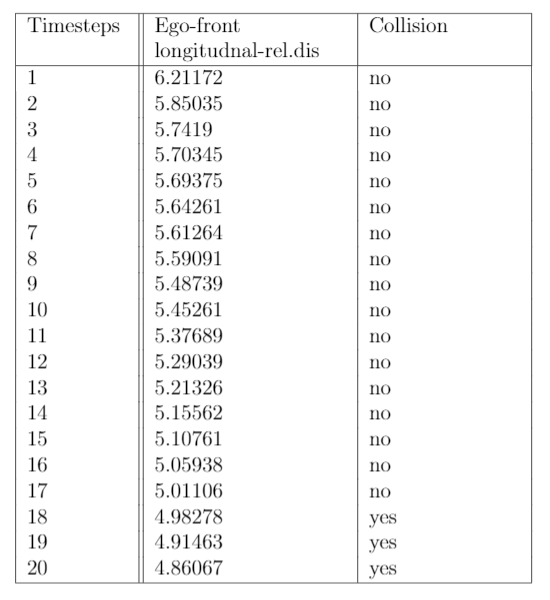 Timesteps Ego-front Collision
longitudnal-rel.dis
1 6.21172 no
2 5.85035 no
3 5.7419 no
4 5.70345 no
5 5.69375 no
6 5.64261 no
7 5.61264 no
8 5.59091 no
9 5.48739 no
10 5.45261 no
11 5.37689 no
12 5.29039 no
13 5.21326 no
14 5.15562 no
15 5.10761 no
16 5.05938 no
17 5.01106 no
18 4.98278 yes
19 4.91463 yes
20 4.86067 yes